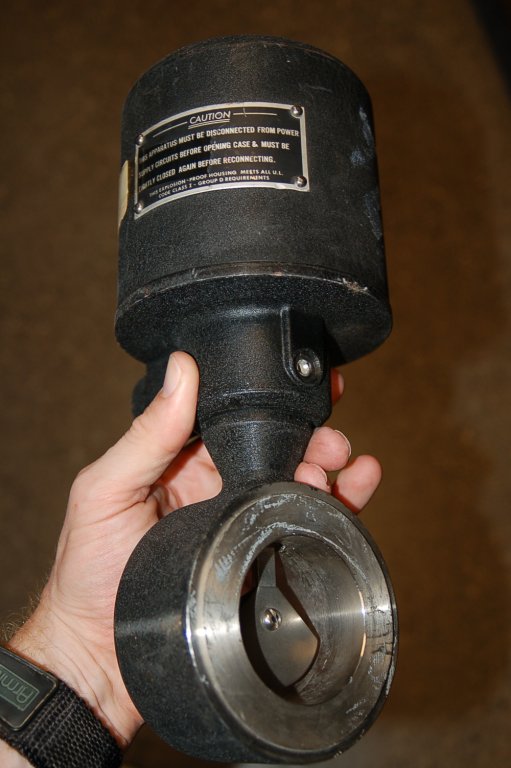 CAUTION
THIS APPARATUS MUST BE DISCONNECTED FROM POWER
SUPPLY CIRCUITS BEFORE OPENING CASE & MUST BE
TIGHTLY CLOSED AGAIN BEFORE RECONNECTING.
THIS EXPLOSION-PROOF HOUSING MEETS ALL U.L.
CODE CLASS I - GROUP D REQUIREMENTS